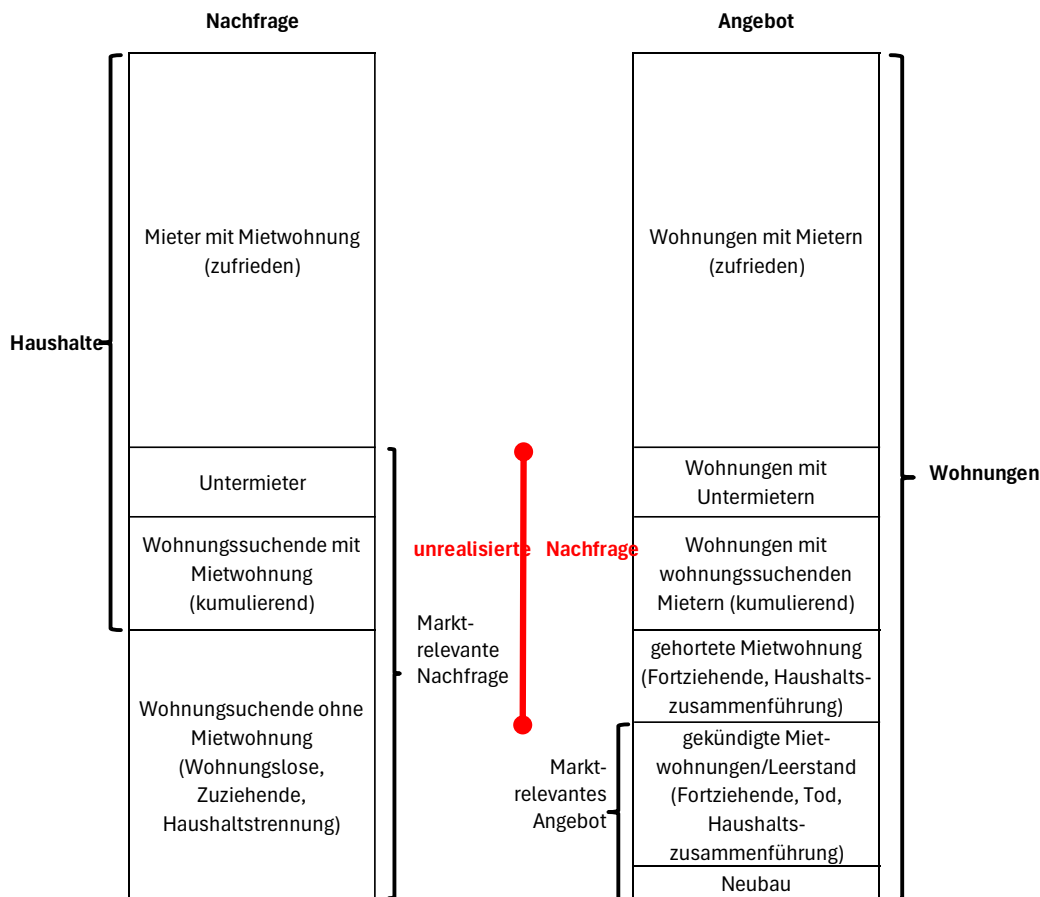 Nachfrage
Angebot
Mieter mit Mietwohnung
(zufrieden)
Wohnungen mit Mietern
(zufrieden)
Haushalte
Untermieter
Wohnungen mit
Untermietern
Wohnungen
Wohnungssuchende mit
Mietwohnung
(kumulierend)
unrealisierte Nachfrage
Wohnungen mit
wohnungssuchenden
Mietern (kumulierend)
Markt-
relevante
Nachfrage
gehortete Mietwohnung
(Fortziehende, Haushalts-
zusammenführung)
Wohnungsuchende ohne
Mietwohnung
(Wohnungslose,
Zuziehende,
Haushaltstrennung)
Markt-
relevantes
Angebot
gekündigte Miet-
wohnungen/Leerstand
(Fortziehende, Tod,
Haushalts-
zusammenführung)
Neubau